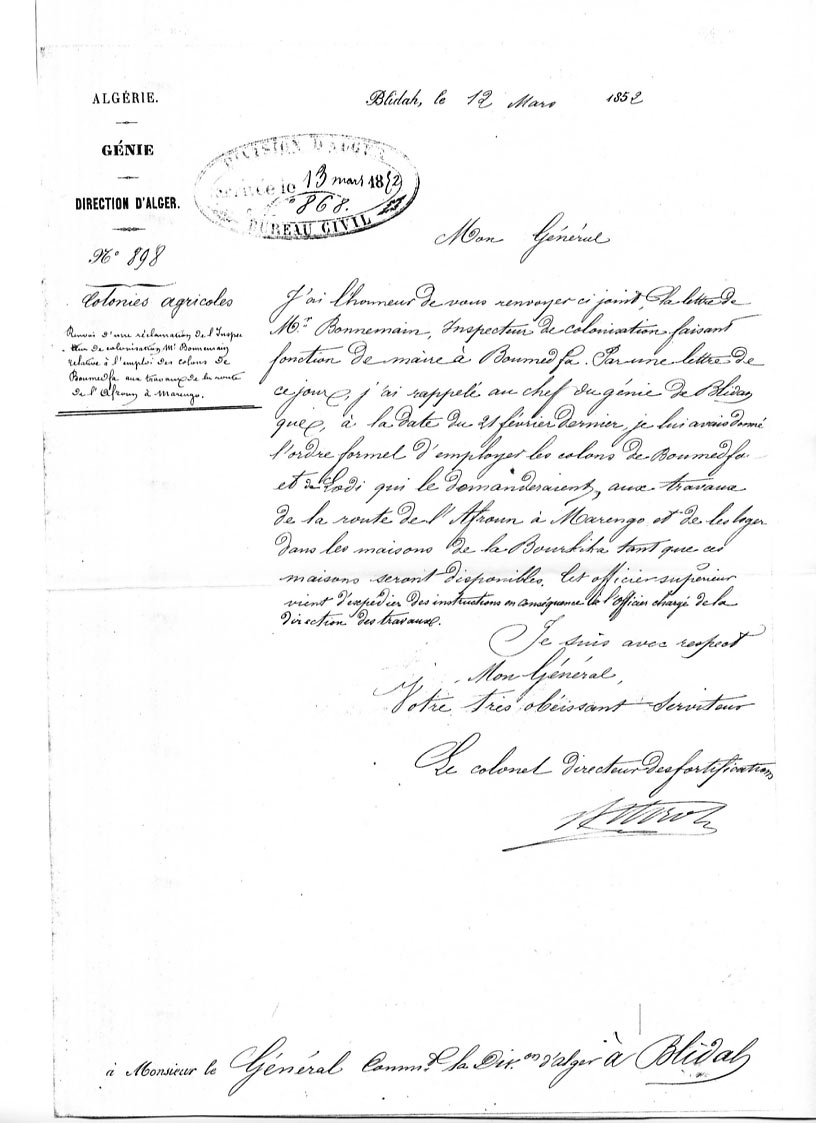 ALGÉRIE.
GÉNIE
DIRECTION D'ALGER.
N° 898
Colonies agricoles
Renvoi d'une réclamation de l'Inspec
teur de colonisation, Mr Bonnemain
relative à l'emploi des colons de
Boumedfa aux travaux de la route
de l'Afroun à Marengo.
Blidah, le 12 Mars 1852
DIVISION D'ALGER
le 13 mars 1852
N° 868.
BUREAU CIVIL
Mon Général
J'ai l'honneur de vous renvoyer ci joint, la lettre de
Mr. Bonnemain, Inspecteur de colonisation faisant
fonction de maire à Boumedfa. Par une lettre de
ce jour, j'ai rappelé au chef du génie de Blidah
que, à la date du 21 février dernier, je lui avais donné
l'ordre formel d'employer les colons de Boumedfa
et de Lodi qui le demanderaient, aux travaux
de la route de l'Afroun à Marengo et de les loger
dans les maisons de la Bourkika tant que ces
maisons seront disponibles. Cet officier supérieur
vient d'expédier des instructions en conséquence à l'officier chargé de la
direction des travaux.
Je suis avec respect
Mon Général,
Votre très obéissant serviteur
Le colonel directeur des fortifications
à Monsieur le Général Commdt la Div.on d'alger à Blidah